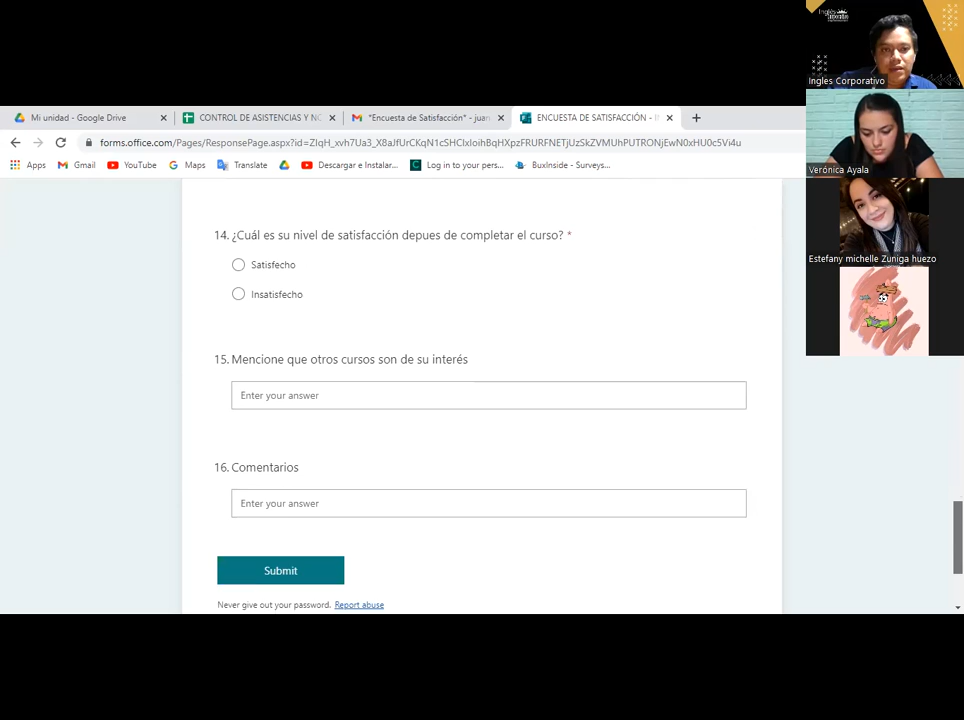 Inglés
Corporativo
Ingles Corporativo
Mi unidad - Google Drive
CONTROL DE ASISTENCIAS Y NO
"Encuesta de Satisfacción" - juan
ENCUESTA DE SATISFACCIÓN - I
forms.office.com/Pages/ResponsePage.aspx?id=ZIqH_xvh7Ua3_X8aJfUrCKqN1cSHClxloihBqHXpzFRURFNETjUzSkZVMUhPUTRONjEwN0xHU0c5Vi4u
Apps
Gmail
YouTube
Maps
Translate
Descargar e Instalar...
Log in to your pers...
BuxInside - Surveys...
Verónica Ayala
Estefany michelle Zuniga huezo
14. ¿Cuál es su nivel de satisfacción depues de completar el curso? *
Satisfecho
Insatisfecho
15. Mencione que otros cursos son de su interés
Enter your answer
16. Comentarios
Enter your answer
Submit
Never give out your password. Report abuse